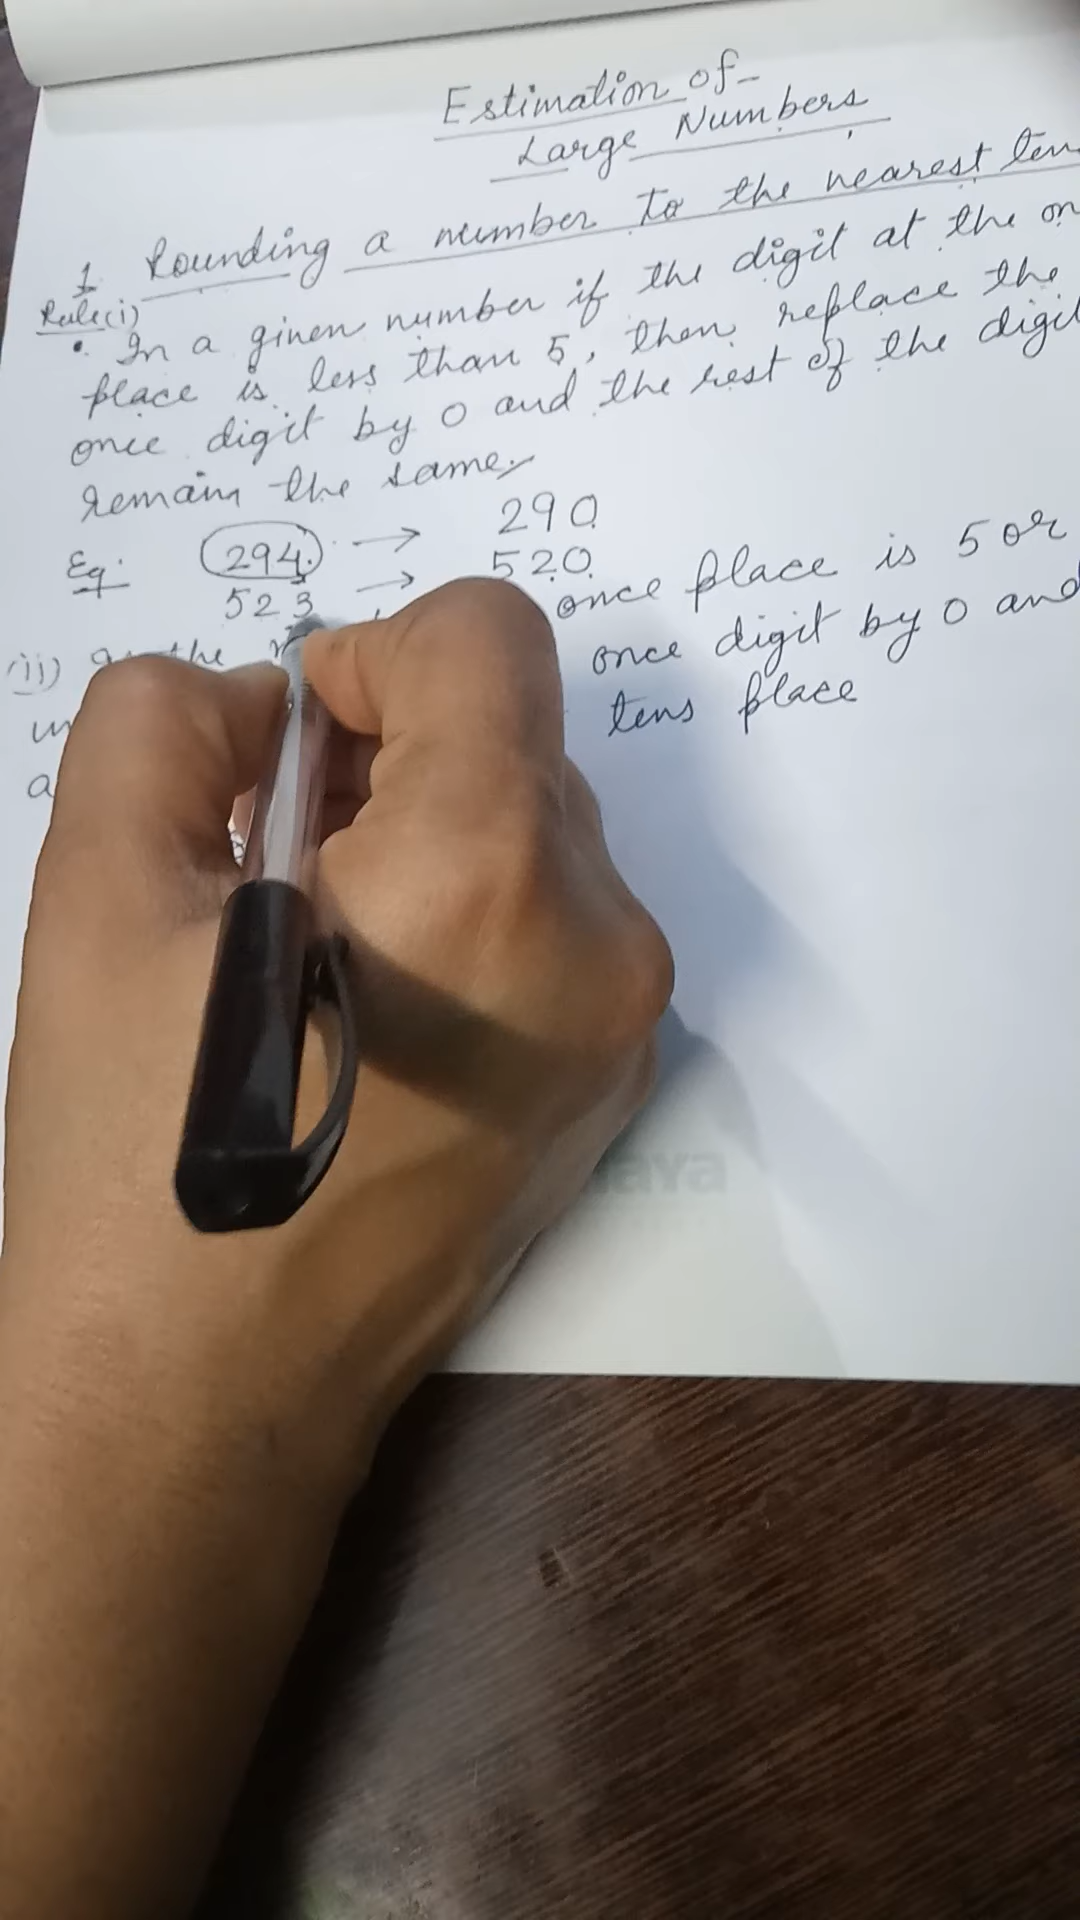 Estimation of-
Large Numbers
1. Rounding a number to the nearest ten
Rule(i)
• In a given number if the digit at the on
place is less than 5, then replace the
once digit by 0 and the rest of the digit
remain the same
Eg: 294 → 290
523 → 520
(ii) the once place is 5 or
once digit by 0 and
a tens place
aya